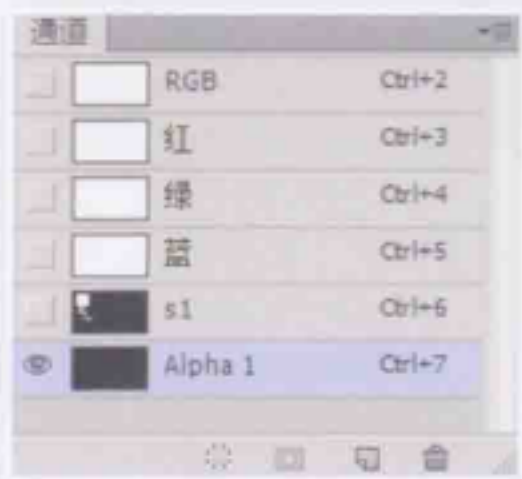 通道
RGB Ctrl+2
红 Ctrl+3
绿 Ctrl+4
蓝 Ctrl+5
s1 Ctrl+6
Alpha 1 Ctrl+7